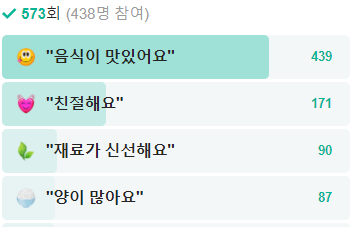 573회 (438명 참여)
"음식이 맛있어요" 439
"친절해요" 171
"재료가 신선해요" 90
"양이 많아요" 87